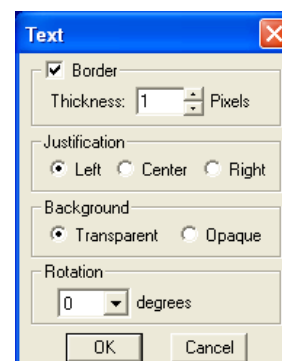 Text
Border
Thickness: 1 Pixels
Justification
Left Center Right
Background
Transparent Opaque
Rotation
0 degrees
OK Cancel